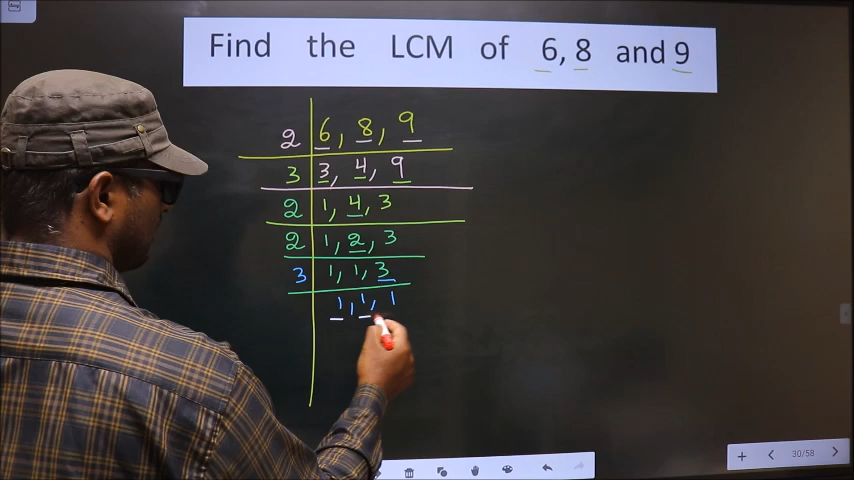 Find the LCM of 6, 8 and 9
2 6, 8, 9
3 3, 4, 9
2 1, 4, 3
2 1, 2, 3
3 1, 1, 3
1, 1, 1
30/58